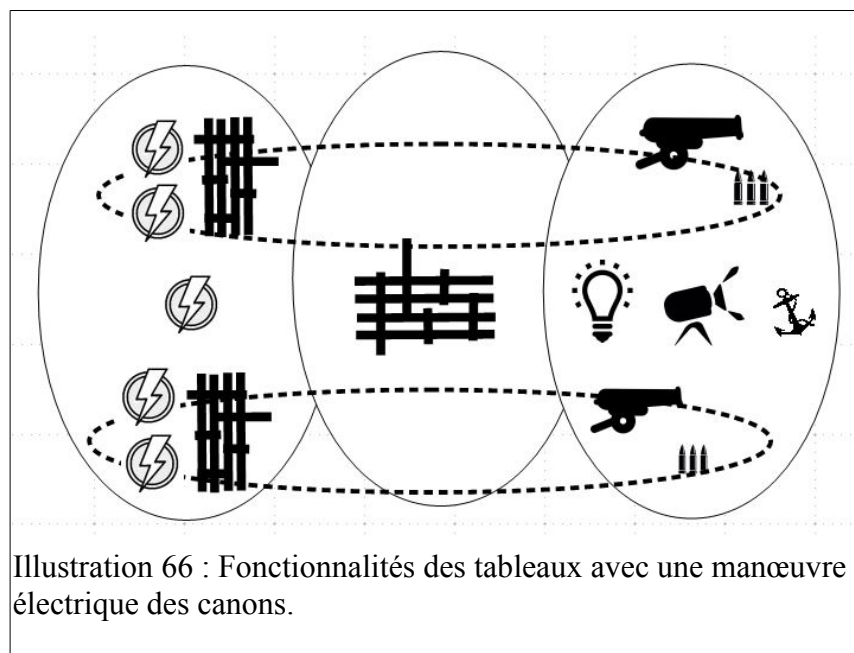 Illustration 66 : Fonctionnalités des tableaux avec une manœuvre
électrique des canons.